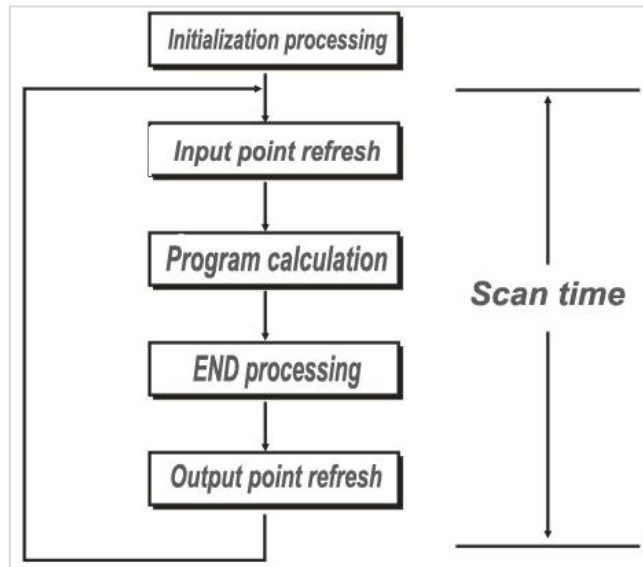 Initialization processing
Input point refresh
Program calculation
Scan time
END processing
Output point refresh